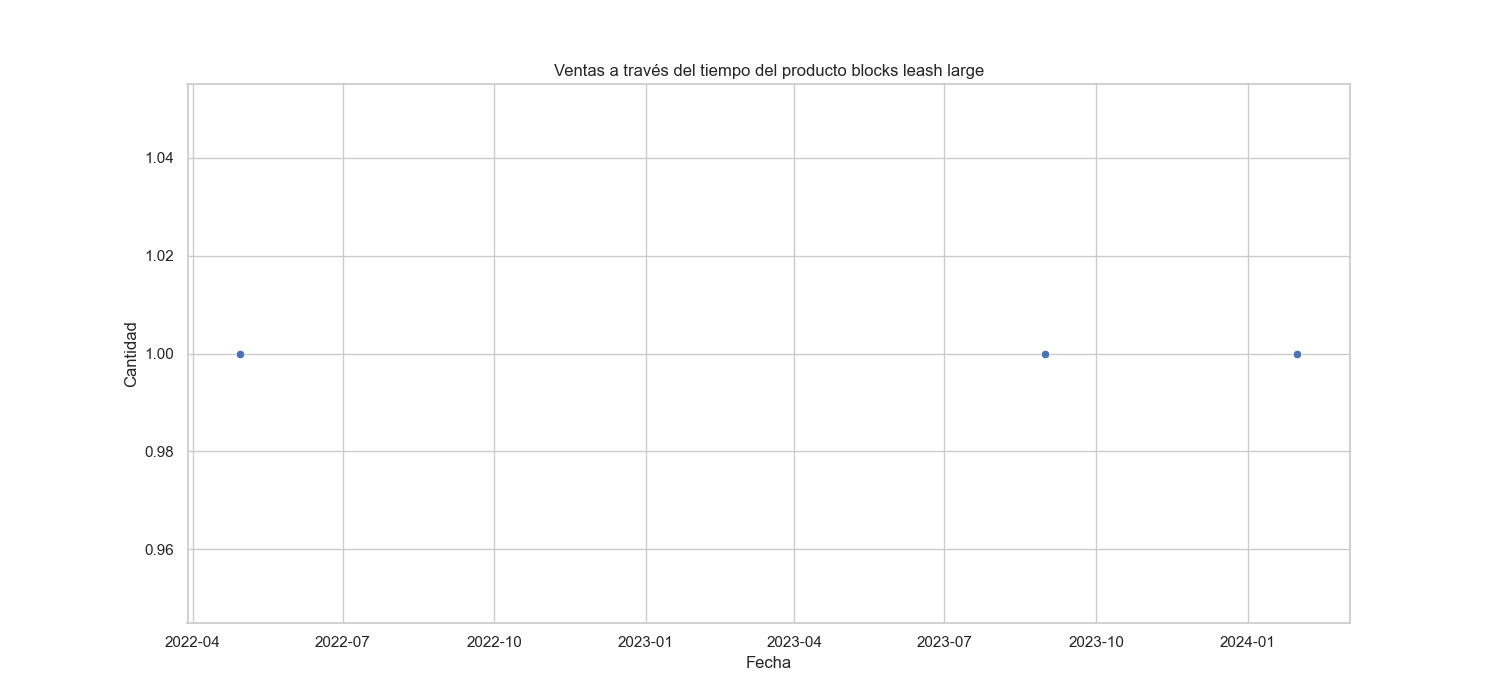 Ventas a través del tiempo del producto blocks leash large
1.04
1.02
1.00
0.98
0.96
Cantidad
2022-04 2022-07 2022-10 2023-01 2023-04 2023-07 2023-10 2024-01
Fecha